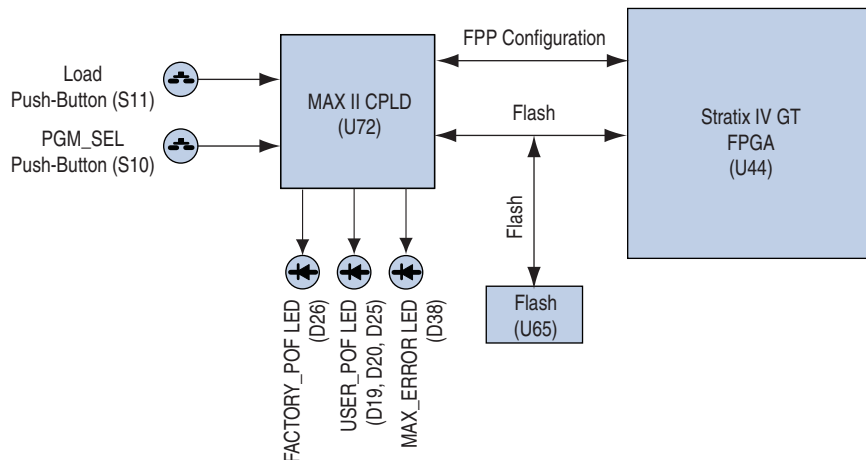 Load
Push-Button (S11)
PGM_SEL
Push-Button (S10)
MAX II CPLD
(U72)
FPP Configuration
Flash
Stratix IV GT
FPGA
(U44)
Flash
Flash
(U65)
FACTORY_POF LED
(D26)
USER_POF LED
(D19, D20, D25)
MAX_ERROR LED
(D38)